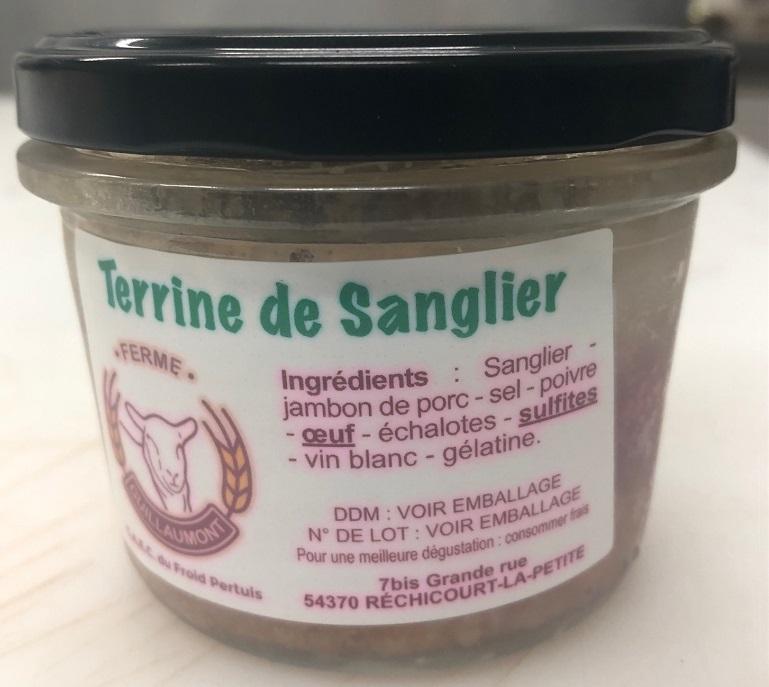 Terrine de Sanglier
• FERME •
GUILLAUMONT
G.A.E.C. du Froid Pertuis
Ingrédients : Sanglier -
jambon de porc - sel - poivre
- œuf - échalotes - sulfites
- vin blanc - gélatine.
DDM : VOIR EMBALLAGE
N° DE LOT : VOIR EMBALLAGE
Pour une meilleure dégustation : consommer frais
7bis Grande rue
54370 RÉCHICOURT-LA-PETITE